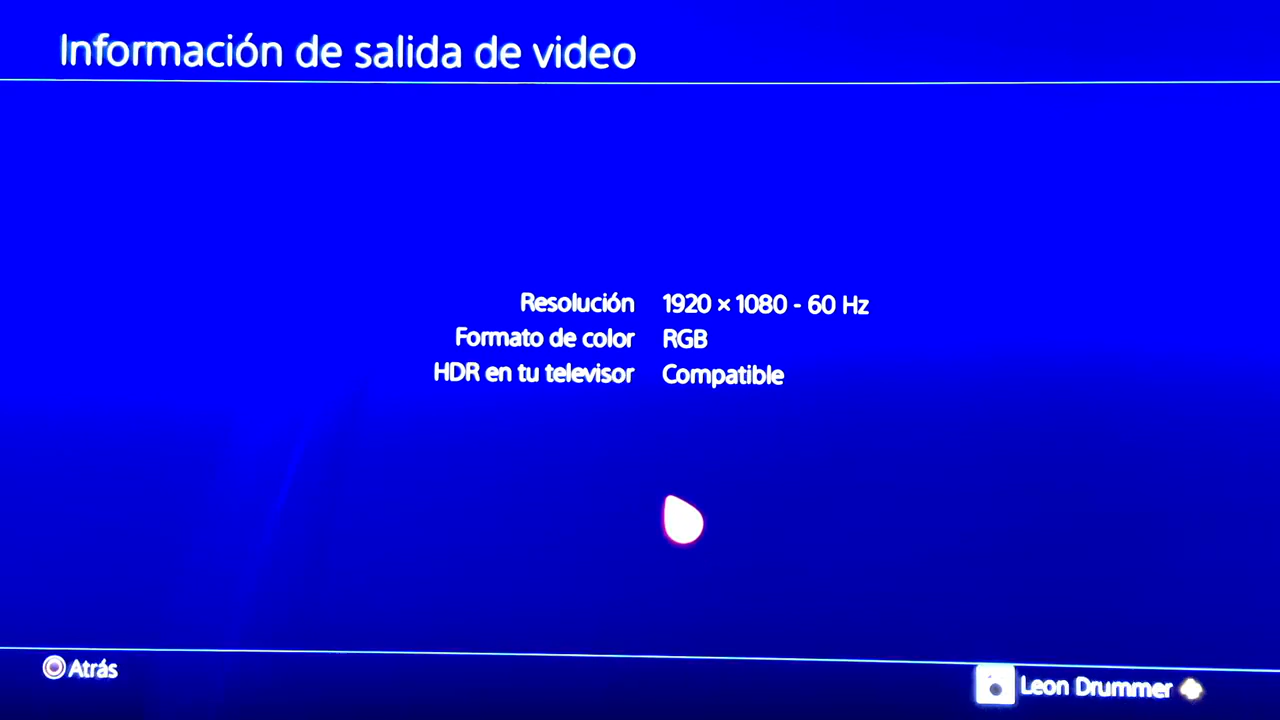 Información de salida de video
Resolución 1920 × 1080 - 60 Hz
Formato de color RGB
HDR en tu televisor Compatible
Atrás
Leon Drummer